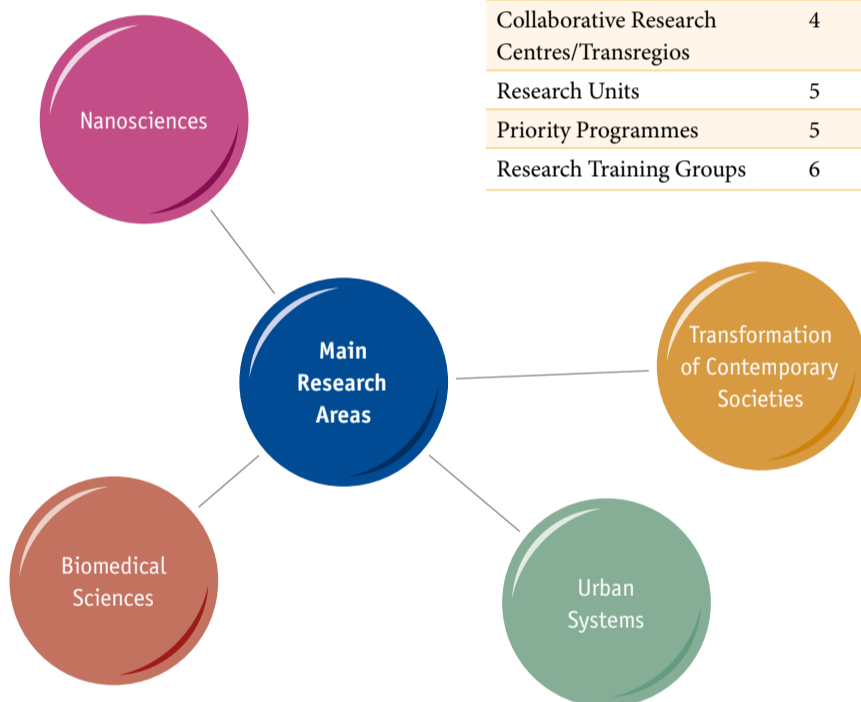 Collaborative Research 4
Centres/Transregios
Research Units 5
Priority Programmes 5
Research Training Groups 6
Nanosciences
Main
Research
Areas
Transformation
of Contemporary
Societies
Biomedical
Sciences
Urban
Systems